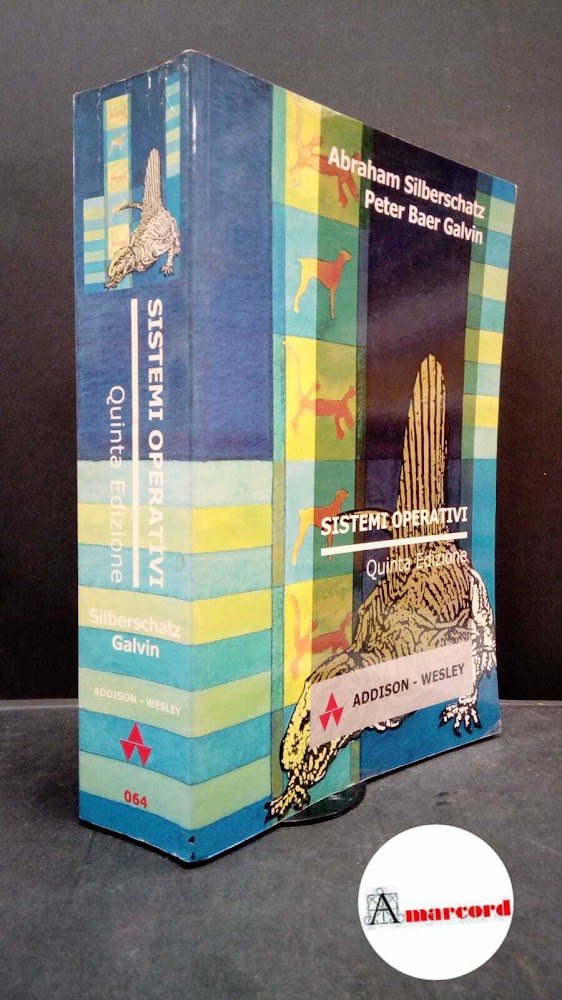 Abraham Silberschatz
Peter Baer Galvin
SISTEMI OPERATIVI
Quinta Edizione
ADDISON - WESLEY
SISTEMI OPERATIVI
Quinta Edizione
Silberschatz
Galvin
ADDISON - WESLEY
064
Amarcord